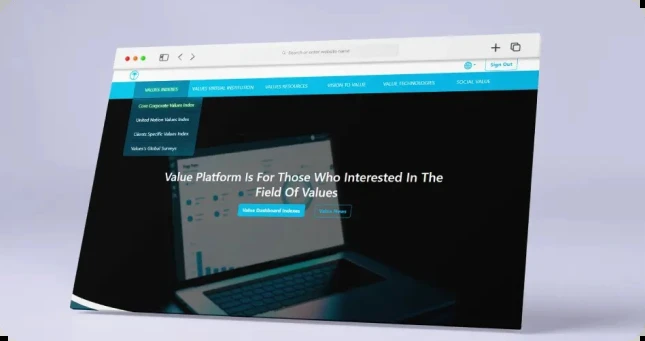 Search or enter website name
Sign Out
VALUES INDEXES VALUES VIRTUAL INSTITUTION VALUES RESOURCES VISION TO VALUE VALUE TECHNOLOGIES SOCIAL VALUE
Core Corporate Values Index
United Nation Values Index
Clients Specific Values Index
Values's Global Surveys
Value Platform Is For Those Who Interested In The
Field Of Values
Value Dashboard Indexes Value News